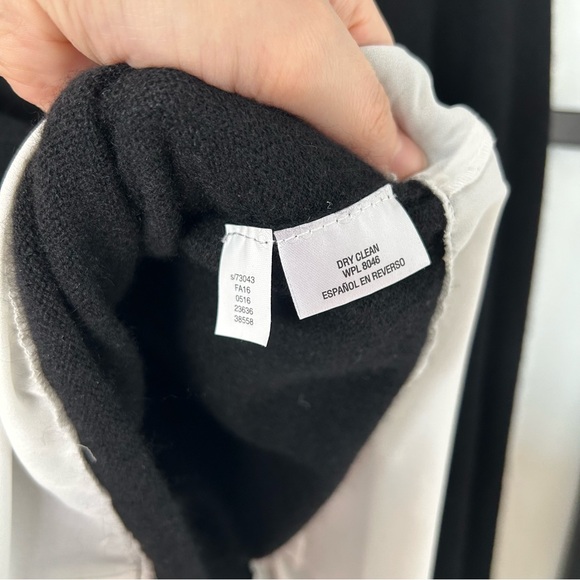 s/73043
FA16
0516
23636
38558
DRY CLEAN
WPL 8046
ESPAÑOL EN REVERSO